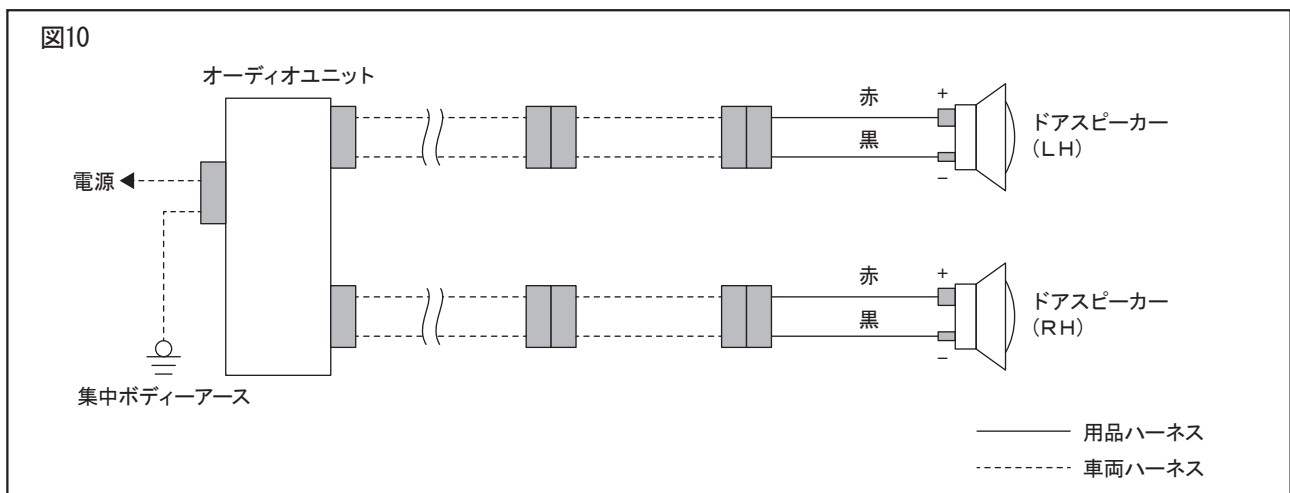 図10
オーディオユニット
赤
+
黒
−
ドアスピーカー
(LH)
電源
赤
+
黒
−
ドアスピーカー
(RH)
集中ボディーアース
用品ハーネス
車両ハーネス